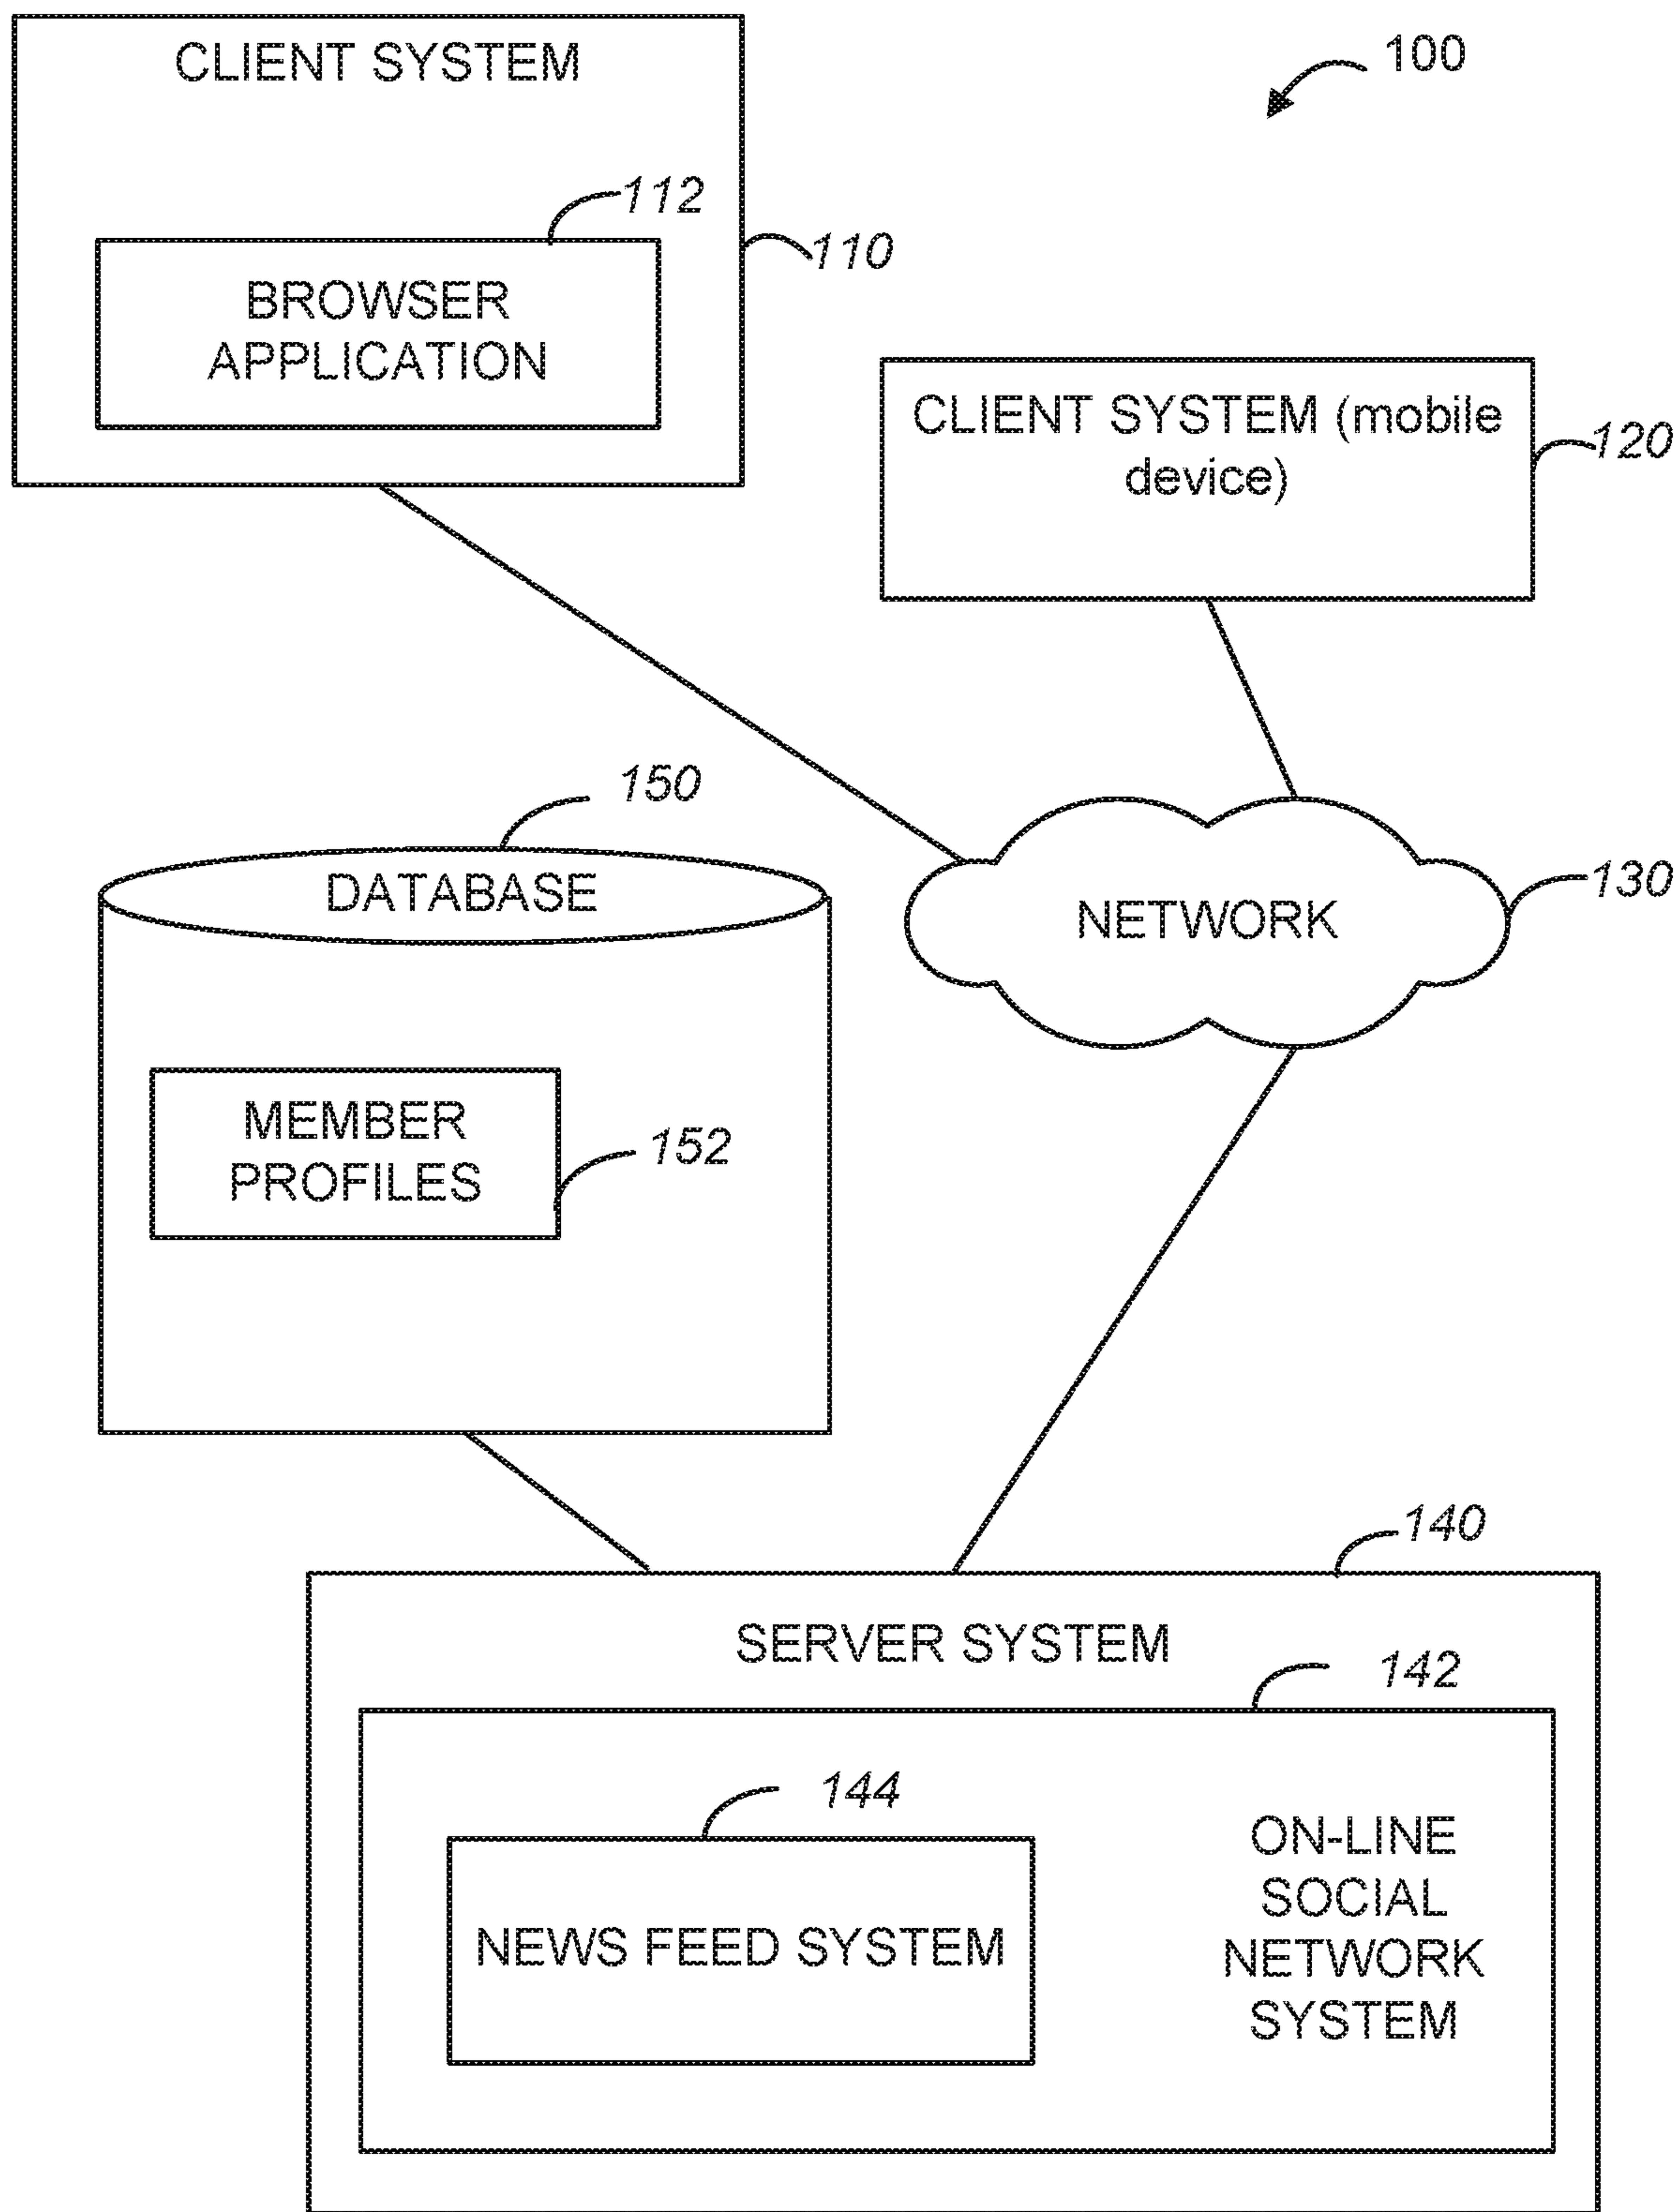 CLIENT SYSTEM
100
112
110
BROWSER
APPLICATION
CLIENT SYSTEM (mobile
device)
120
150
DATABASE
NETWORK
130
MEMBER
PROFILES
152
140
SERVER SYSTEM
142
144
NEWS FEED SYSTEM
ON-LINE
SOCIAL
NETWORK
SYSTEM